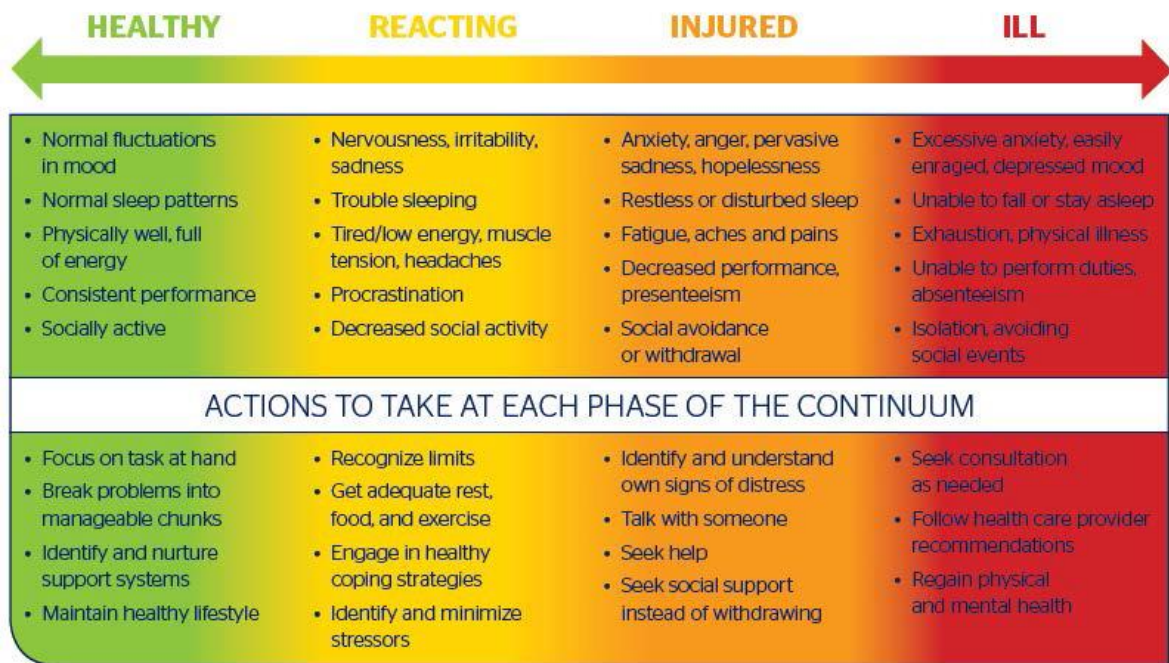 HEALTHY
REACTING
INJURED
ILL
• Normal fluctuations
in mood
• Normal sleep patterns
• Physically well, full
of energy
• Consistent performance
• Socially active
• Nervousness, irritability,
sadness
• Trouble sleeping
• Tired/low energy, muscle
tension, headaches
• Procrastination
• Decreased social activity
• Anxiety, anger, pervasive
sadness, hopelessness
• Restless or disturbed sleep
• Fatigue, aches and pains
• Decreased performance,
presenteeism
• Social avoidance
or withdrawal
• Excessive anxiety, easily
enraged, depressed mood
• Unable to fall or stay asleep
• Exhaustion, physical illness
• Unable to perform duties,
absenteeism
• Isolation, avoiding
social events
ACTIONS TO TAKE AT EACH PHASE OF THE CONTINUUM
• Focus on task at hand
• Break problems into
manageable chunks
• Identify and nurture
support systems
• Maintain healthy lifestyle
• Recognize limits
• Get adequate rest,
food, and exercise
• Engage in healthy
coping strategies
• Identify and minimize
stressors
• Identify and understand
own signs of distress
• Talk with someone
• Seek help
• Seek social support
instead of withdrawing
• Seek consultation
as needed
• Follow health care provider
recommendations
• Regain physical
and mental health